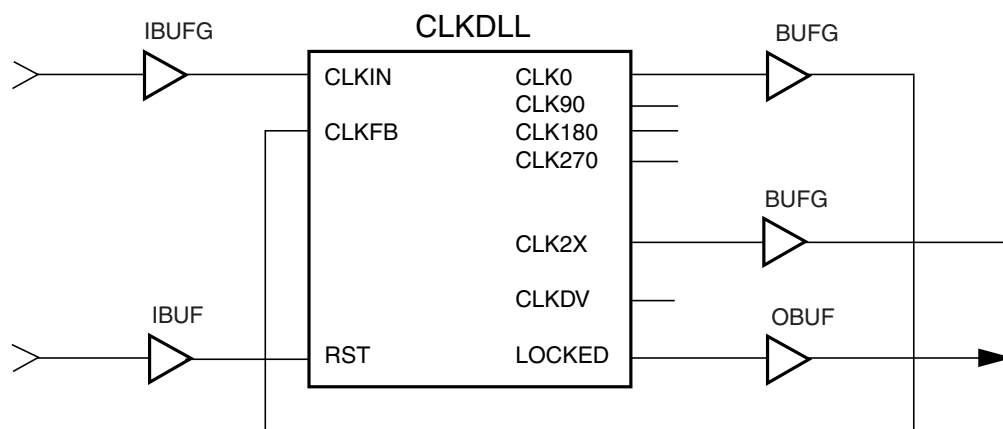 CLKDLL
IBUFG
BUFG
CLKIN
CLK0
CLK90
CLKFB
CLK180
CLK270
BUFG
CLK2X
CLKDV
IBUF
OBUF
RST
LOCKED